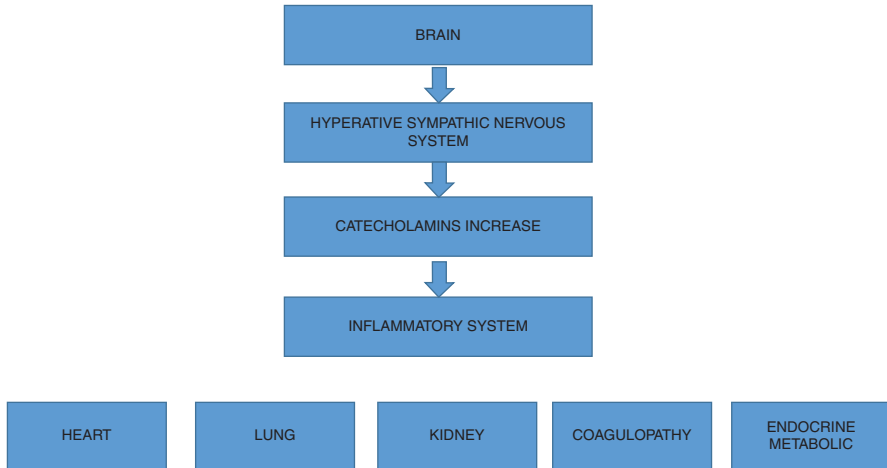 BRAIN
HYPERATIVE SYMPATHIC NERVOUS
SYSTEM
CATECHOLAMINS INCREASE
INFLAMMATORY SYSTEM
HEART
LUNG
KIDNEY
COAGULOPATHY
ENDOCRINE
METABOLIC